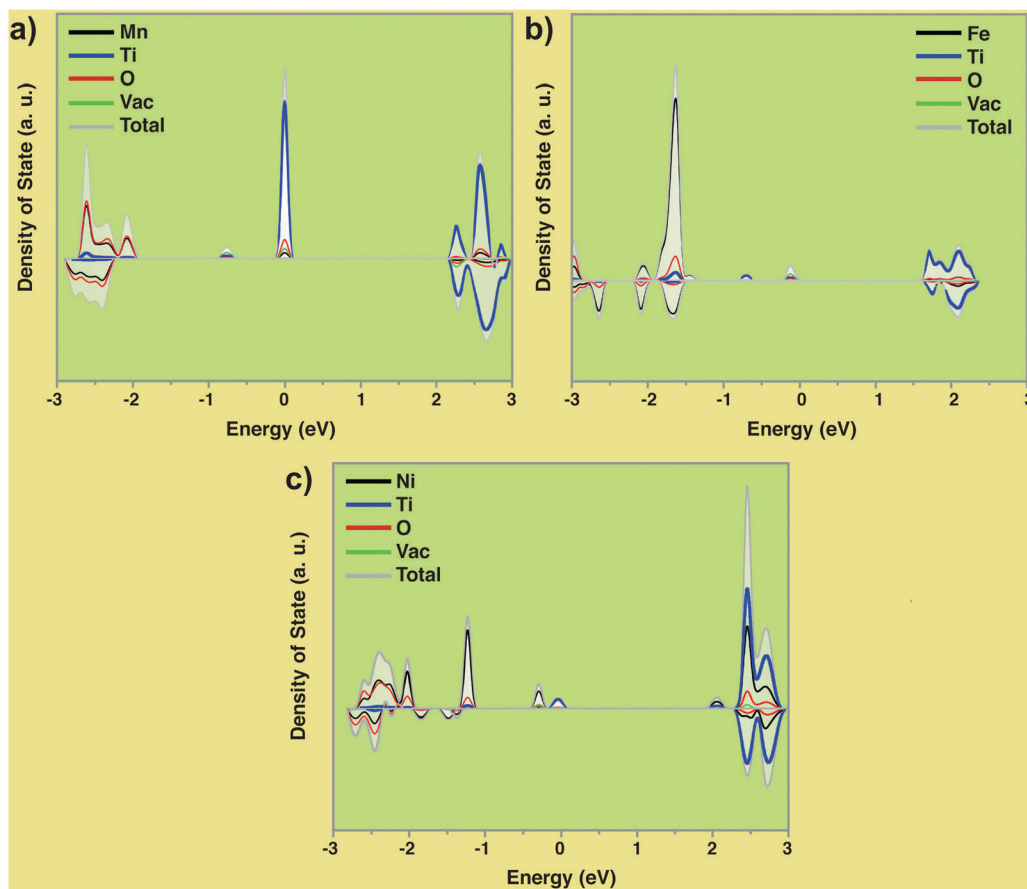 a)
Mn
Ti
O
Vac
Total
Density of State (a. u.)
-3 -2 -1 0 1 2 3
Energy (eV)
b)
Fe
Ti
O
Vac
Total
Density of State (a. u.)
-3 -2 -1 0 1 2 3
Energy (eV)
c)
Ni
Ti
O
Vac
Total
Density of State (a. u.)
-3 -2 -1 0 1 2 3
Energy (eV)